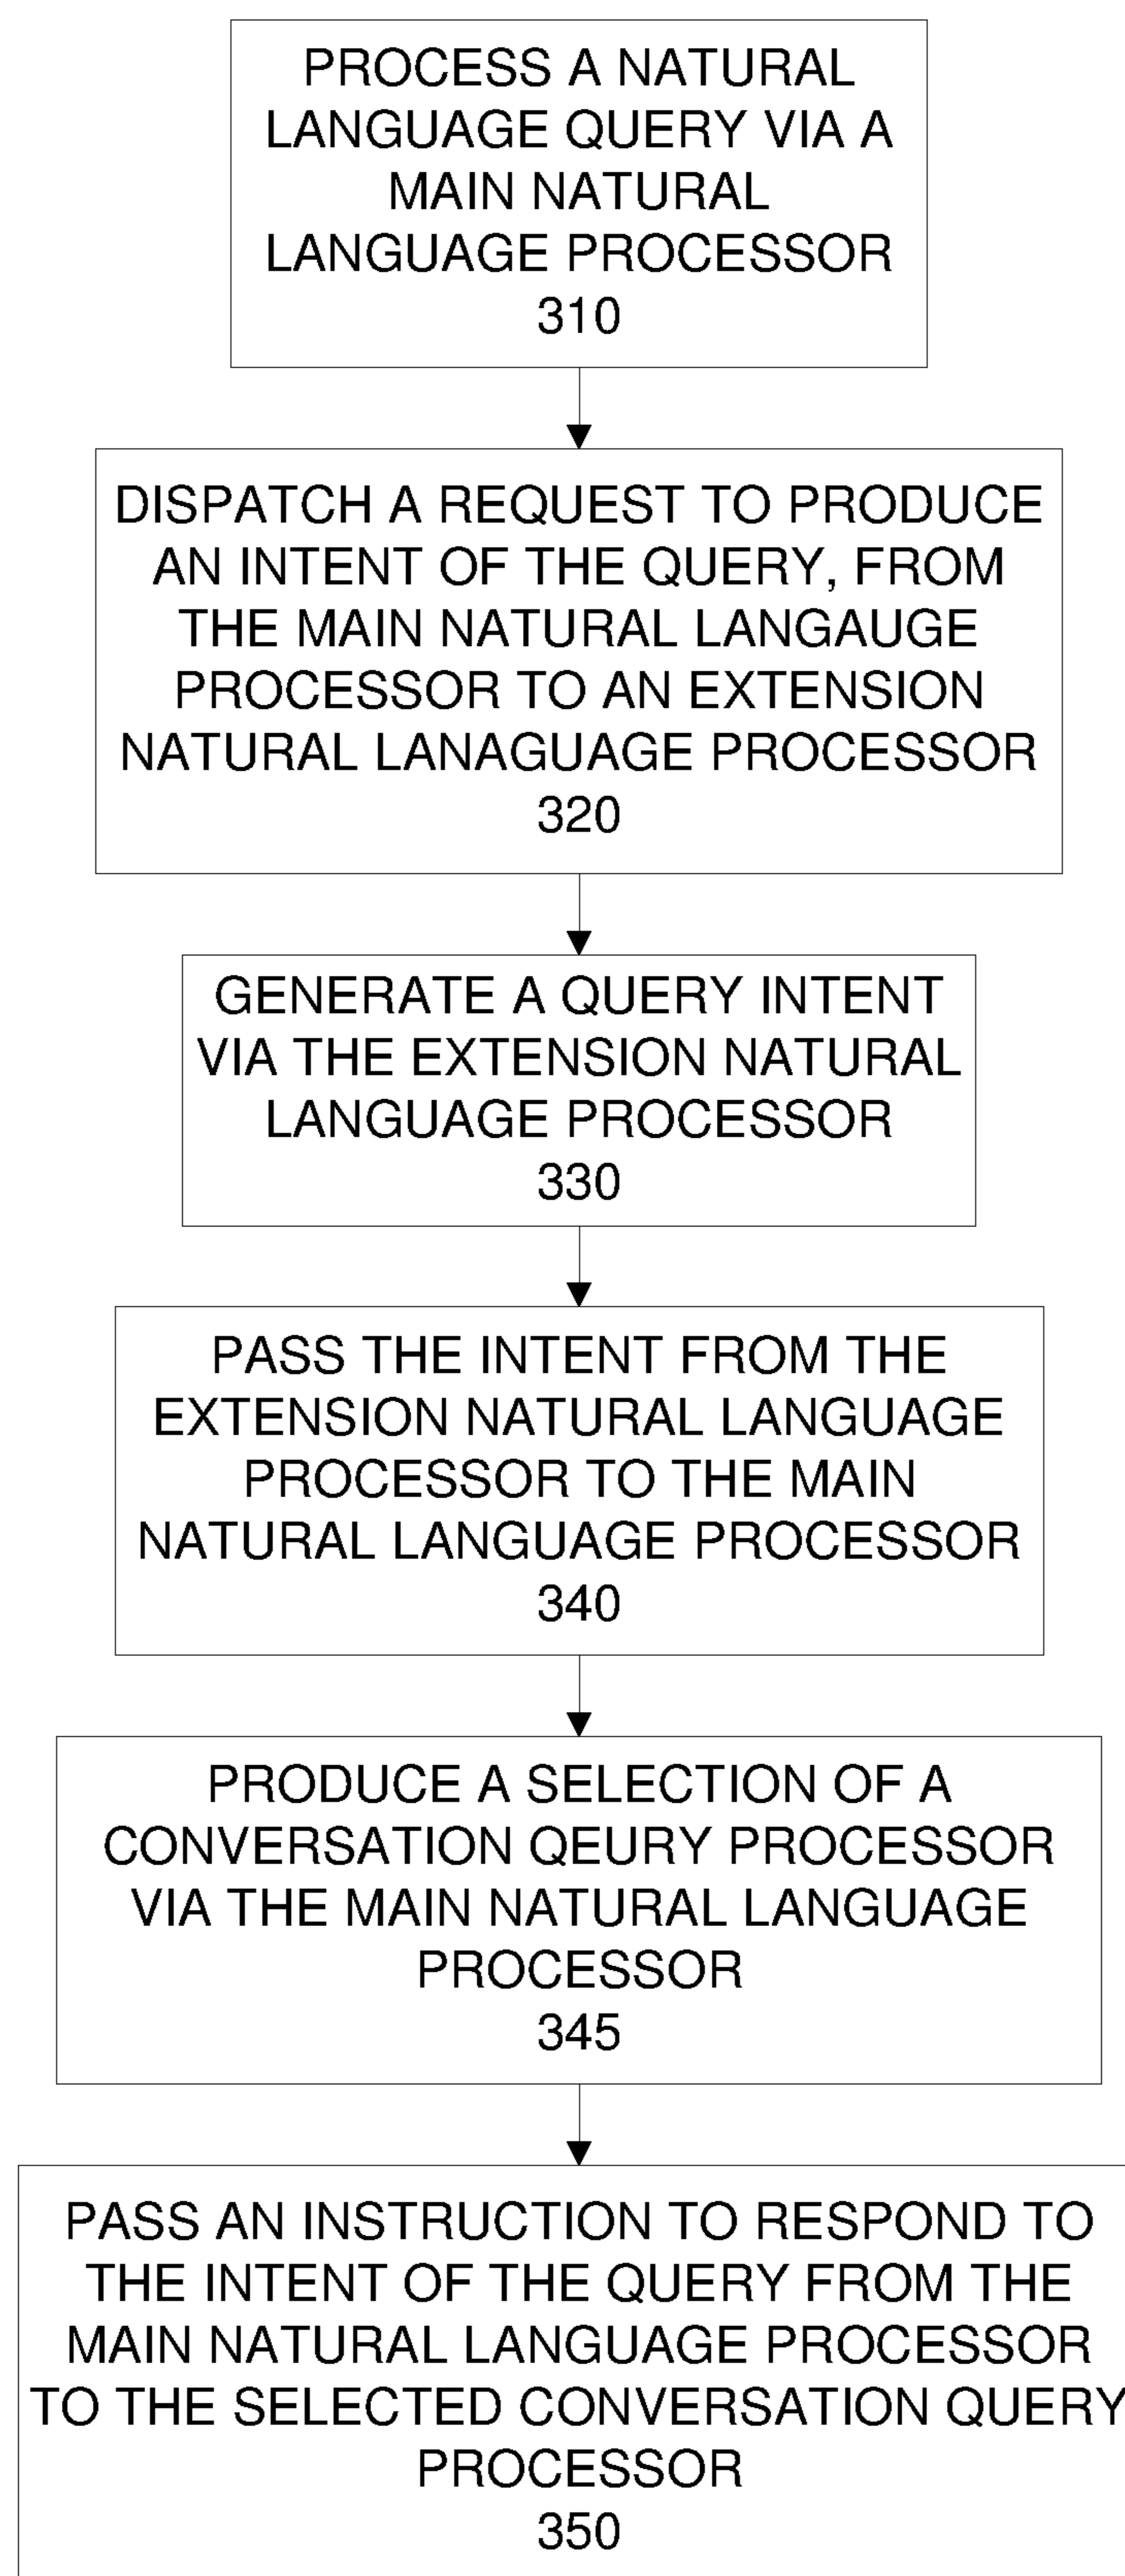 PROCESS A NATURAL
LANGUAGE QUERY VIA A
MAIN NATURAL
LANGUAGE PROCESSOR
310
DISPATCH A REQUEST TO PRODUCE
AN INTENT OF THE QUERY, FROM
THE MAIN NATURAL LANGAUGE
PROCESSOR TO AN EXTENSION
NATURAL LANAGUAGE PROCESSOR
320
GENERATE A QUERY INTENT
VIA THE EXTENSION NATURAL
LANGUAGE PROCESSOR
330
PASS THE INTENT FROM THE
EXTENSION NATURAL LANGUAGE
PROCESSOR TO THE MAIN
NATURAL LANGUAGE PROCESSOR
340
PRODUCE A SELECTION OF A
CONVERSATION QEURY PROCESSOR
VIA THE MAIN NATURAL LANGUAGE
PROCESSOR
345
PASS AN INSTRUCTION TO RESPOND TO
THE INTENT OF THE QUERY FROM THE
MAIN NATURAL LANGUAGE PROCESSOR
TO THE SELECTED CONVERSATION QUERY
PROCESSOR
350